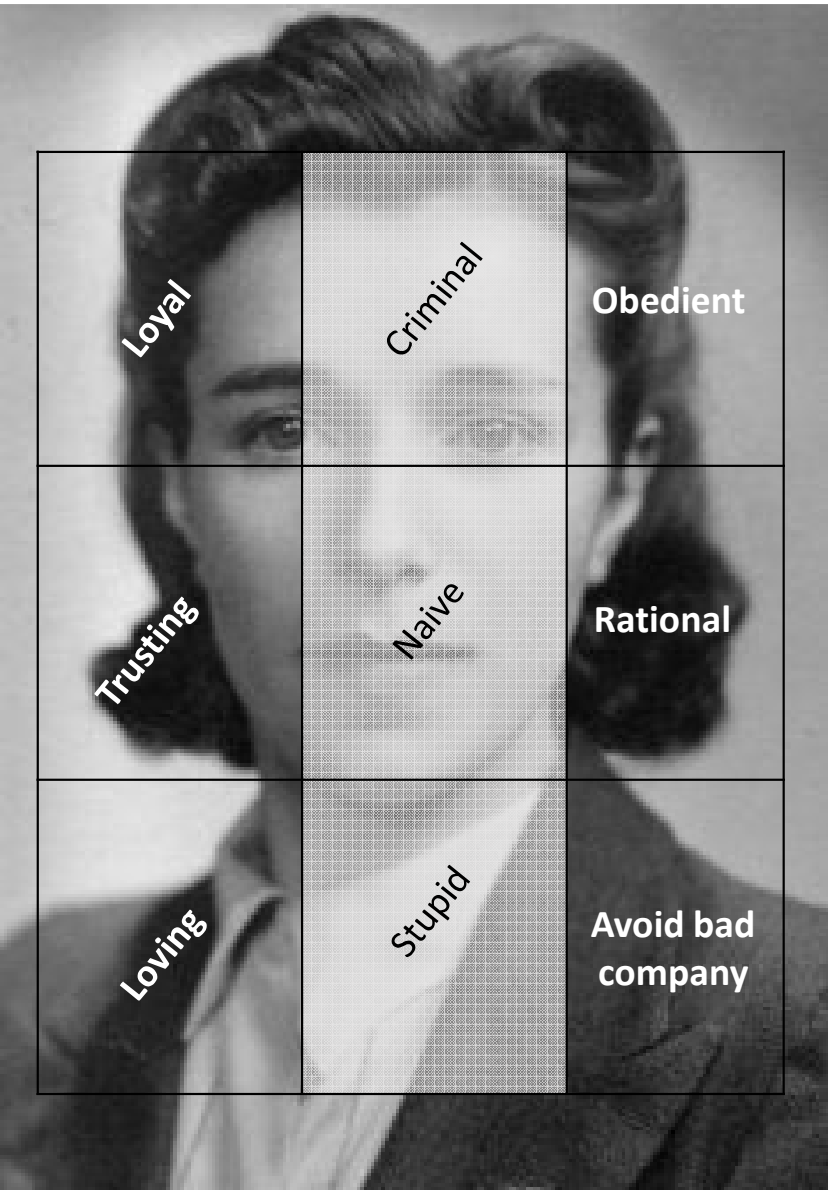 Loyal
Criminal
Obedient
Trusting
Naive
Rational
Loving
Stupid
Avoid bad
company